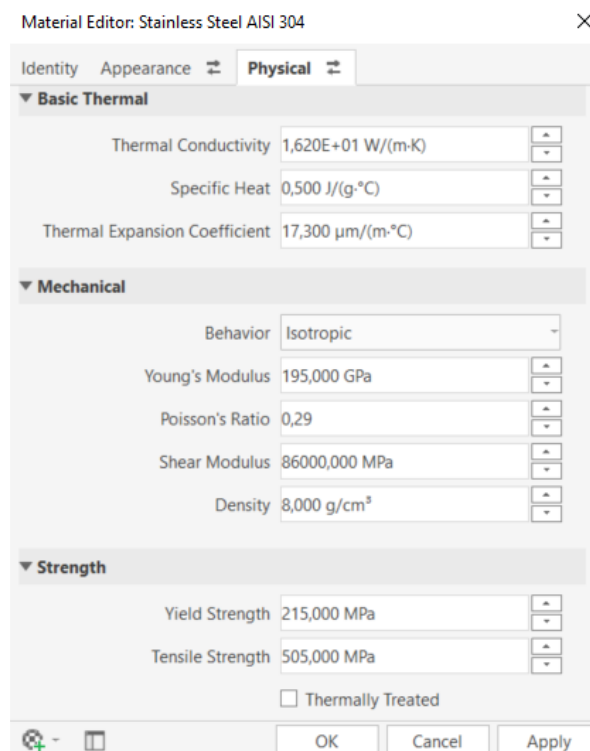 Material Editor: Stainless Steel AISI 304
Identity Appearance Physical
Basic Thermal
Thermal Conductivity 1,620E+01 W/(m·K)
Specific Heat 0,500 J/(g·°C)
Thermal Expansion Coefficient 17,300 µm/(m·°C)
Mechanical
Behavior Isotropic
Young's Modulus 195,000 GPa
Poisson's Ratio 0,29
Shear Modulus 86000,000 MPa
Density 8,000 g/cm³
Strength
Yield Strength 215,000 MPa
Tensile Strength 505,000 MPa
Thermally Treated
OK Cancel Apply